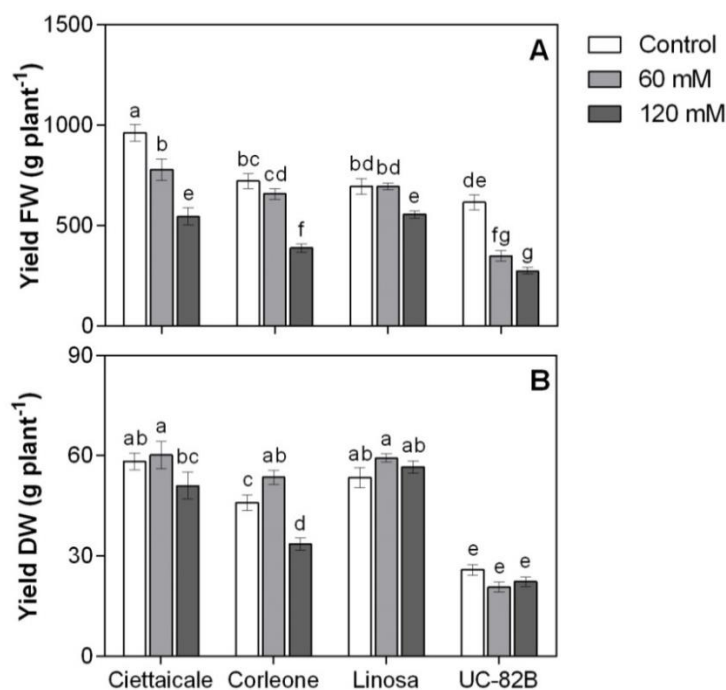 1500
A
Control
60 mM
120 mM
1000
500
0
Yield FW (g plant⁻¹)
a b e bc cd f bd bd e de fg g
90
B
60
30
0
Yield DW (g plant⁻¹)
ab a bc c ab d ab a ab e e e
Ciettaicale Corleone Linosa UC-82B